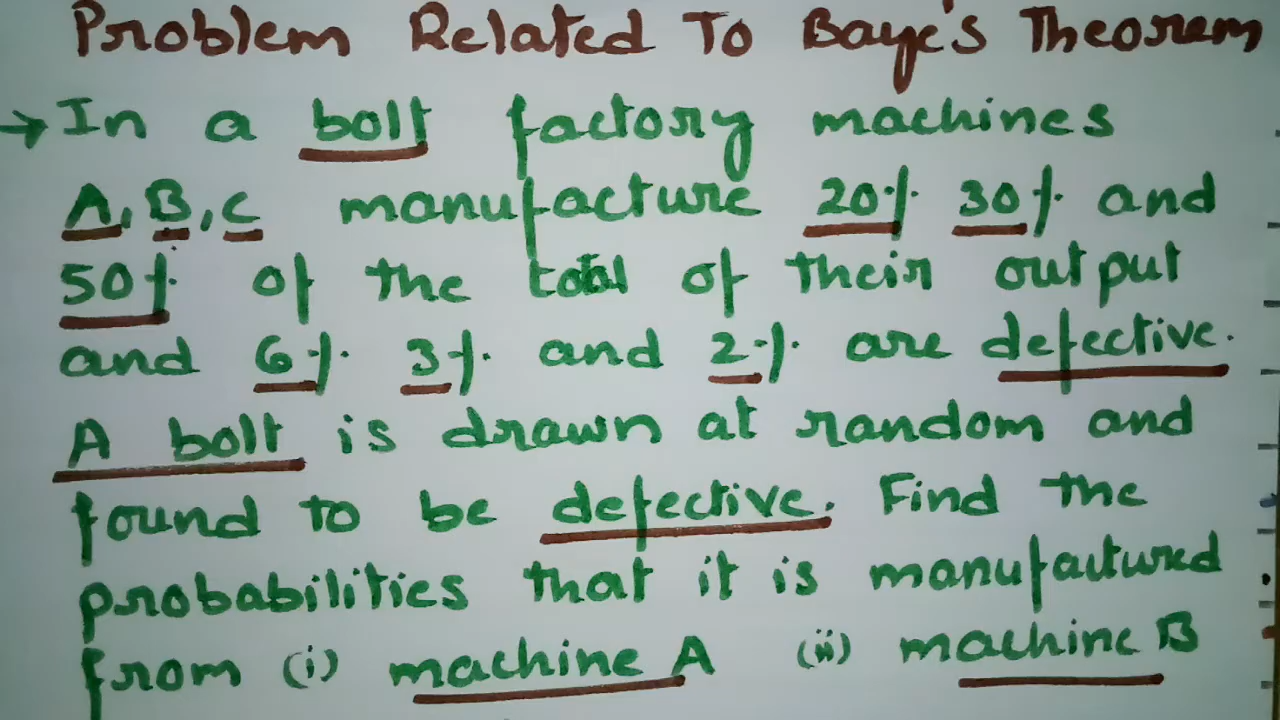 Problem Related To Baye's Theorem
→ In a bolt factory machines
A, B, C manufacture 20% 30% and
50% of the total of their output
and 6% 3% and 2% are defective.
A bolt is drawn at random and
found to be defective. Find the
probabilities that it is manufactured
from (i) machine A (ii) machine B